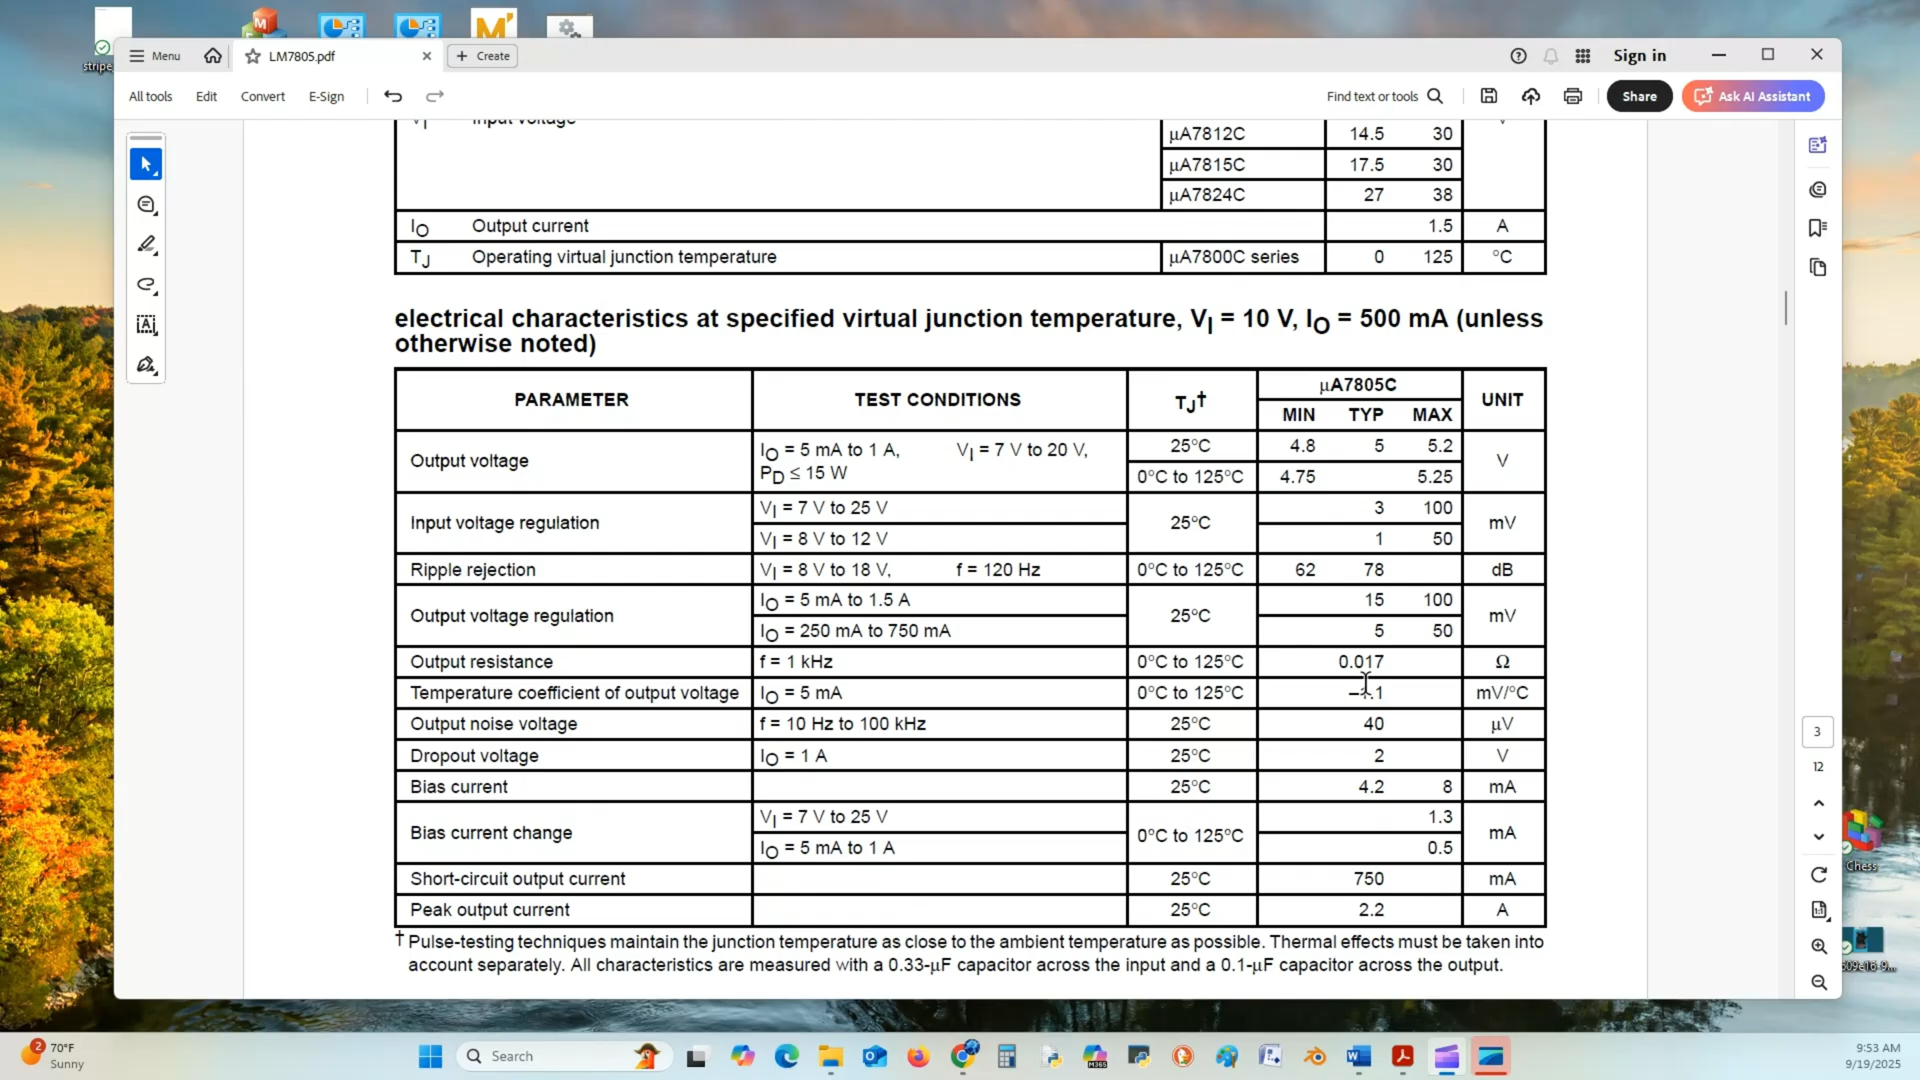 stripe
Menu
LM7805.pdf
Create
Sign in
All tools
Edit
Convert
E-Sign
Find text or tools
Share
Ask AI Assistant
Input voltage
µA7812C 14.5 30
µA7815C 17.5 30
µA7824C 27 38
IO Output current 1.5 A
TJ Operating virtual junction temperature µA7800C series 0 125 °C
electrical characteristics at specified virtual junction temperature, VI = 10 V, IO = 500 mA (unless
otherwise noted)
PARAMETER TEST CONDITIONS TJ† µA7805C UNIT
MIN TYP MAX
Output voltage IO = 5 mA to 1 A, VI = 7 V to 20 V, 25°C 4.8 5 5.2 V
PD ≤ 15 W 0°C to 125°C 4.75 5.25
Input voltage regulation VI = 7 V to 25 V 25°C 3 100 mV
VI = 8 V to 12 V 1 50
Ripple rejection VI = 8 V to 18 V, f = 120 Hz 0°C to 125°C 62 78 dB
Output voltage regulation IO = 5 mA to 1.5 A 25°C 15 100 mV
IO = 250 mA to 750 mA 5 50
Output resistance f = 1 kHz 0°C to 125°C 0.017 Ω
Temperature coefficient of output voltage IO = 5 mA 0°C to 125°C mV/°C
Output noise voltage f = 10 Hz to 100 kHz 25°C 40 µV
Dropout voltage IO = 1 A 25°C 2 V
Bias current 25°C 4.2 8 mA
Bias current change VI = 7 V to 25 V 0°C to 125°C 1.3 mA
IO = 5 mA to 1 A 0.5
Short-circuit output current 25°C 750 mA
Peak output current 25°C 2.2 A
† Pulse-testing techniques maintain the junction temperature as close to the ambient temperature as possible. Thermal effects must be taken into
account separately. All characteristics are measured with a 0.33-µF capacitor across the input and a 0.1-µF capacitor across the output.
3
12
Chess
2
70°F
Sunny
Search
9:53 AM
9/19/2025